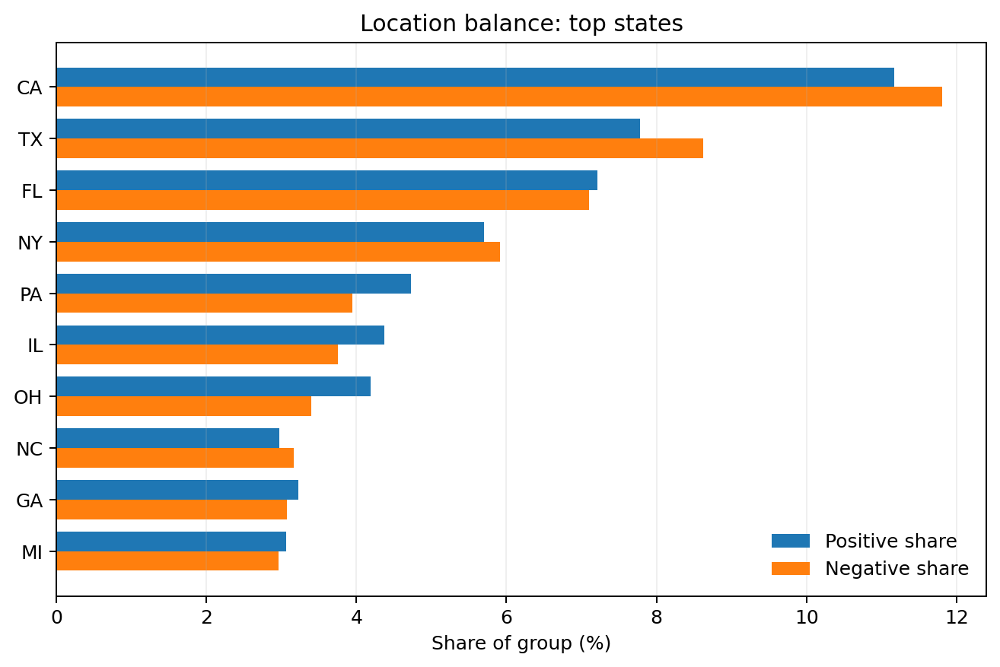 Location balance: top states
CA
TX
FL
NY
PA
IL
OH
NC
GA
MI
Positive share
Negative share
0 2 4 6 8 10 12
Share of group (%)